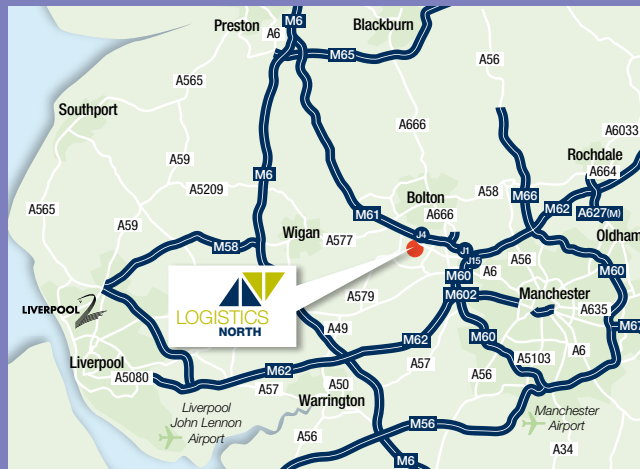 Preston
A6
M6
Blackburn
M65
A56
A565
Southport
A666
A6033
A59
M6
Rochdale
A664
A5209
Bolton
A58
M66
A565
A59
M61
A666
M62
A627(M)
M58
Wigan
A577
J4
J1
J15
Oldham
A56
M60
A6
M60
LIVERPOOL 2
LOGISTICS
NORTH
A579
M602
Manchester
A635
A49
M67
M62
M60
Liverpool
M62
A57
A5103
A6
A5080
A57
A50
A56
Warrington
Liverpool
John Lennon
Airport
M56
Manchester
Airport
A56
A34
M6